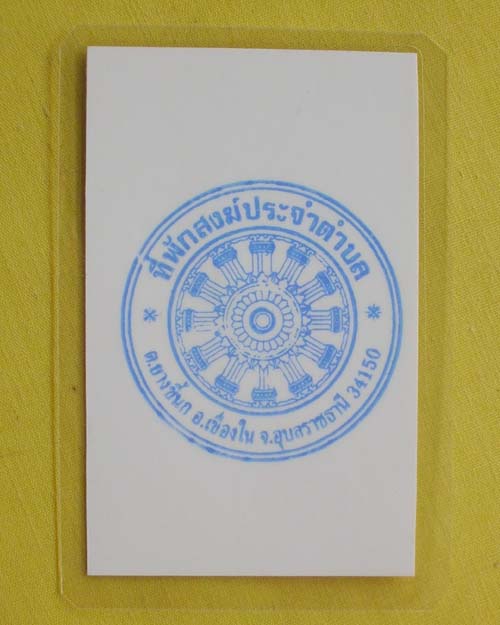 ที่พักสงฆ์ประจำตำบล
ต.ยางขี้นก อ.เขื่องใน จ.อุบลราชธานี 34150